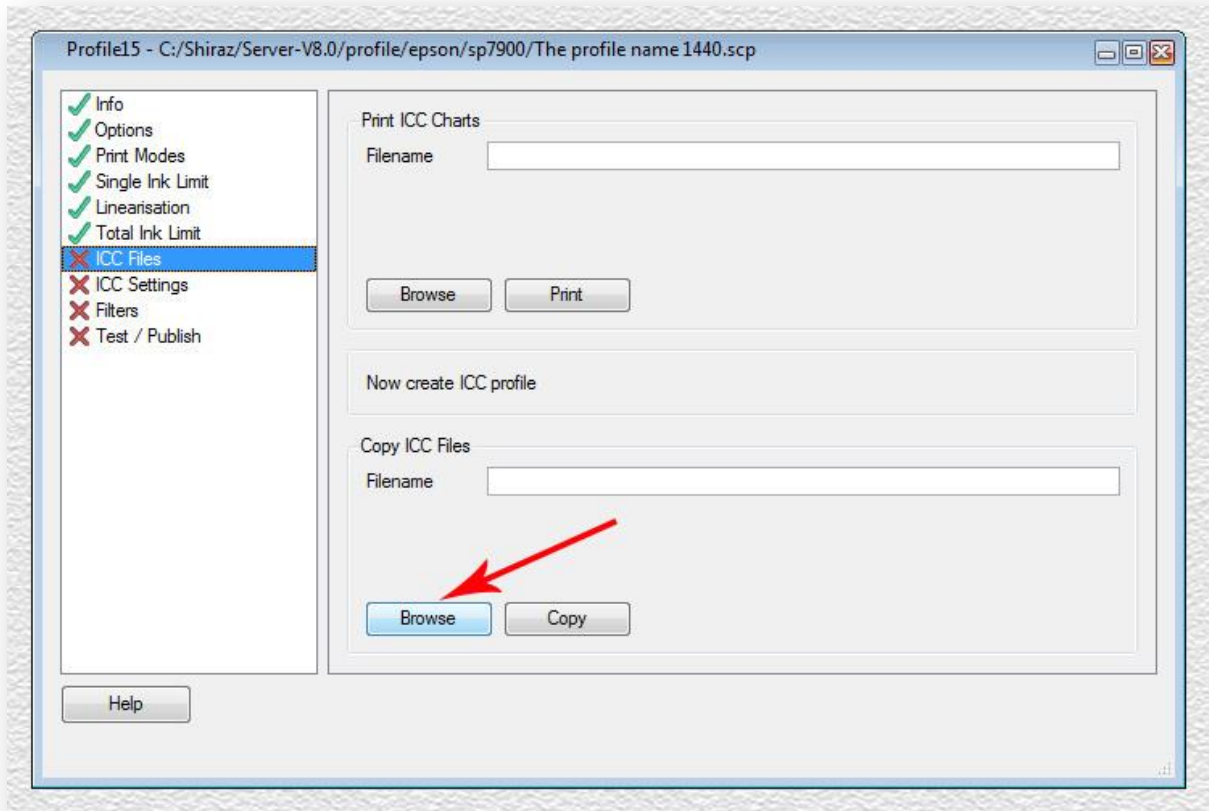 Profile15 - C:/Shiraz/Server-V8.0/profile/epson/sp7900/The profile name 1440.scp
Info
Options
Print Modes
Single Ink Limit
Linearisation
Total Ink Limit
ICC Files
ICC Settings
Filters
Test / Publish
Print ICC Charts
Filename
Browse Print
Now create ICC profile
Copy ICC Files
Filename
Browse Copy
Help